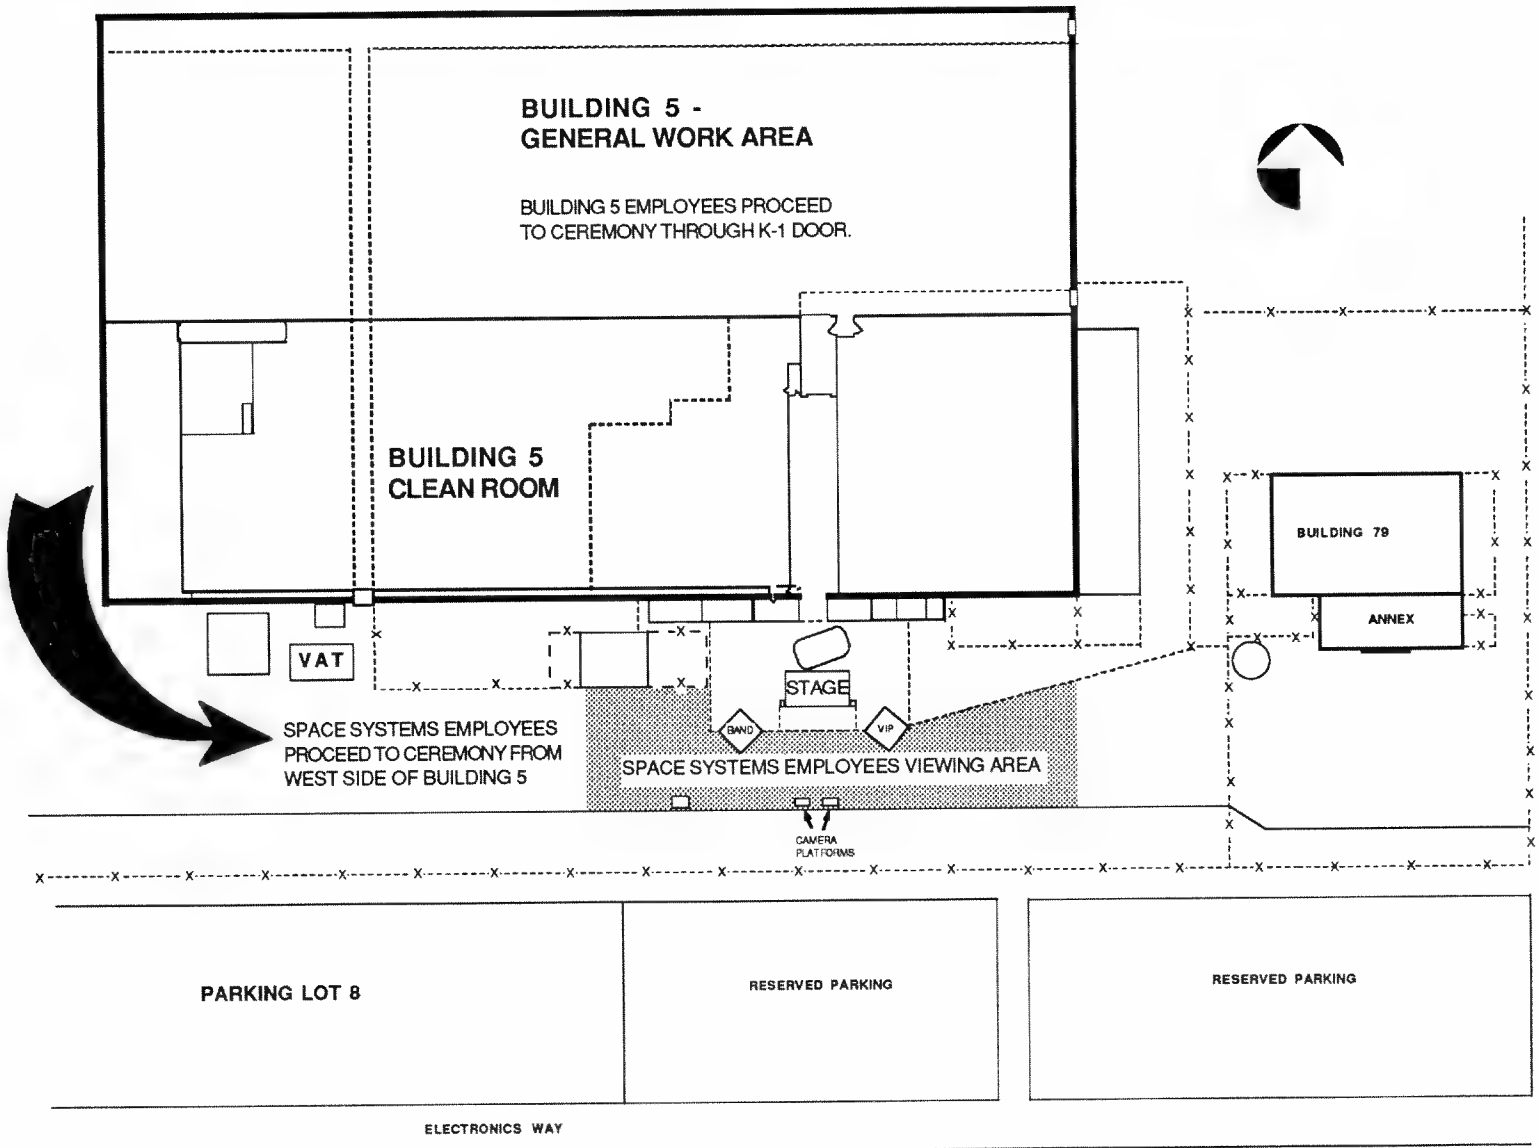 BUILDING 5 -
GENERAL WORK AREA
BUILDING 5 EMPLOYEES PROCEED
TO CEREMONY THROUGH K-1 DOOR.
BUILDING 5
CLEAN ROOM
BUILDING 79
ANNEX
VAT
STAGE
BAND
VIP
SPACE SYSTEMS EMPLOYEES
PROCEED TO CEREMONY FROM
WEST SIDE OF BUILDING 5
SPACE SYSTEMS EMPLOYEES VIEWING AREA
CAMERA
PLATFORMS
PARKING LOT 8
RESERVED PARKING
RESERVED PARKING
ELECTRONICS WAY